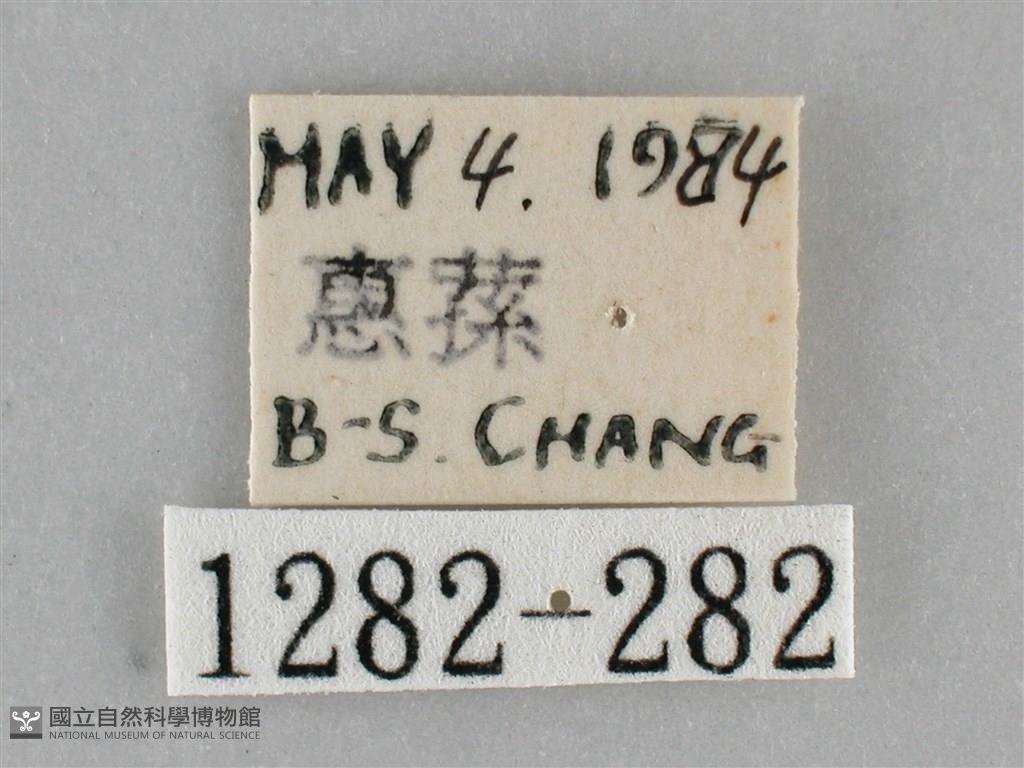 MAY 4. 1984
惠蓀
B-S. CHANG
1282-282
國立自然科學博物館
NATIONAL MUSEUM OF NATURAL SCIENCE